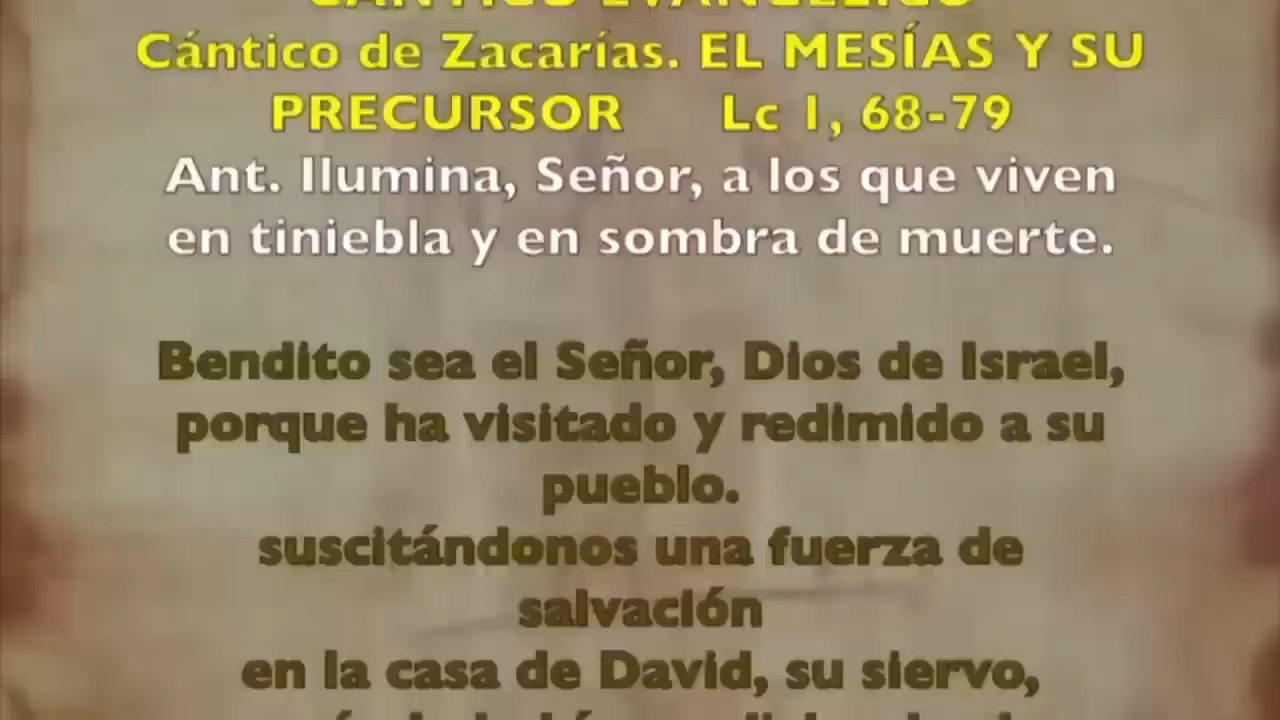 CÁNTICO EVANGÉLICO
Cántico de Zacarías. EL MESÍAS Y SU
PRECURSOR Lc 1, 68-79
Ant. Ilumina, Señor, a los que viven
en tiniebla y en sombra de muerte.
Bendito sea el Señor, Dios de Israel,
porque ha visitado y redimido a su
pueblo.
suscitándonos una fuerza de
salvación
en la casa de David, su siervo,